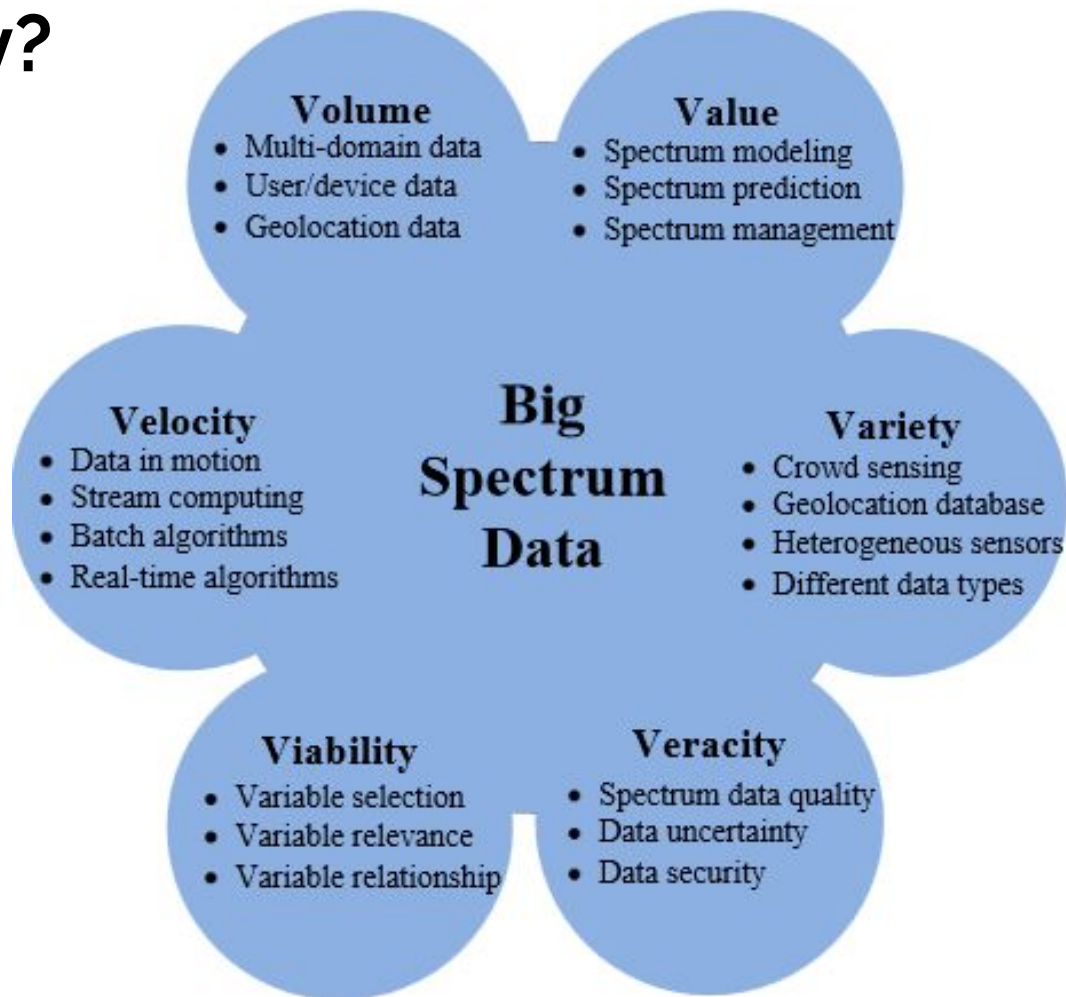 y?
Volume
• Multi-domain data
• User/device data
• Geolocation data
Value
• Spectrum modeling
• Spectrum prediction
• Spectrum management
Velocity
• Data in motion
• Stream computing
• Batch algorithms
• Real-time algorithms
Big
Spectrum
Data
Variety
• Crowd sensing
• Geolocation database
• Heterogeneous sensors
• Different data types
Viability
• Variable selection
• Variable relevance
• Variable relationship
Veracity
• Spectrum data quality
• Data uncertainty
• Data security